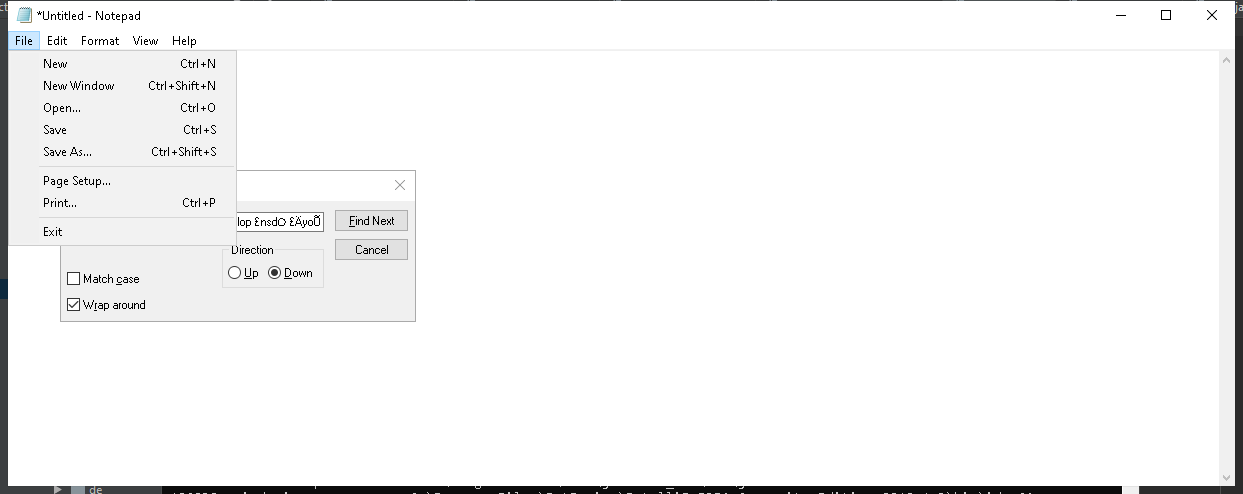 *Untitled - Notepad
File Edit Format View Help
New Ctrl+N
New Window Ctrl+Shift+N
Open... Ctrl+O
Save Ctrl+S
Save As... Ctrl+Shift+S
Page Setup...
Print... Ctrl+P
Exit
lop £nsdO £ÄyoŨ Find Next
Direction Cancel
Up Down
Match case
Wrap around
de